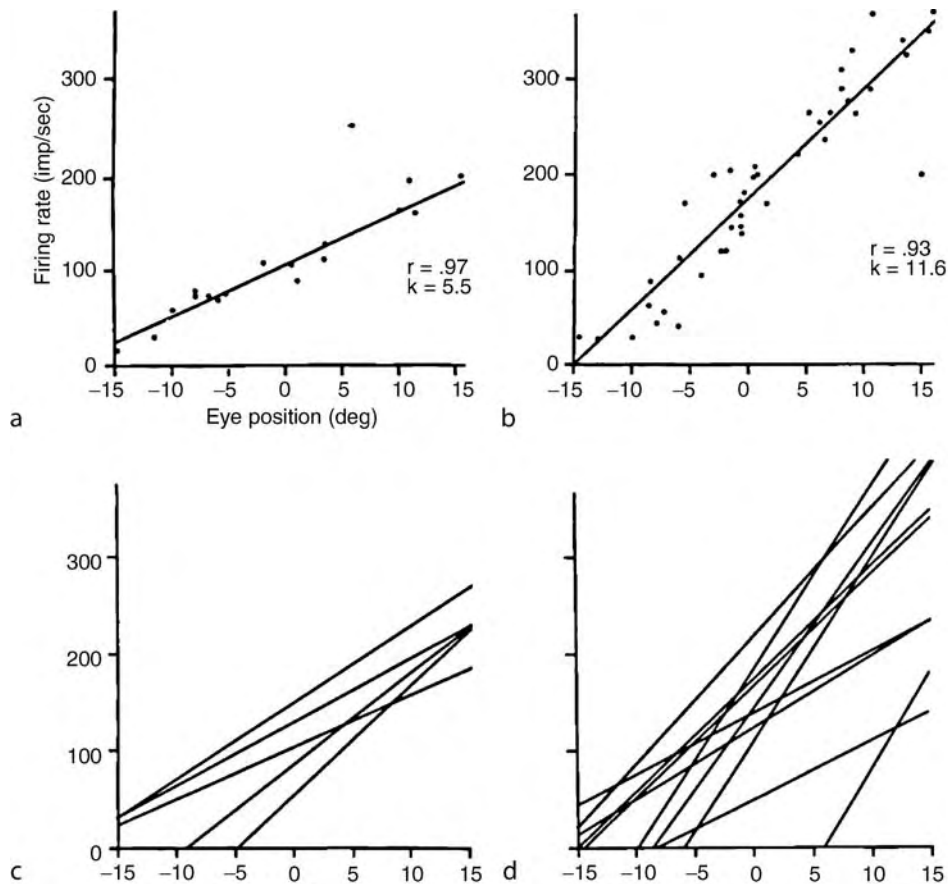 300
200
100
0
Firing rate (imp/sec)
r = .97
k = 5.5
−15 −10 −5 0 5 10 15
Eye position (deg)
a
300
200
100
0
r = .93
k = 11.6
−15 −10 −5 0 5 10 15
b
300
200
100
0
−15 −10 −5 0 5 10 15
c
−15 −10 −5 0 5 10 15
d